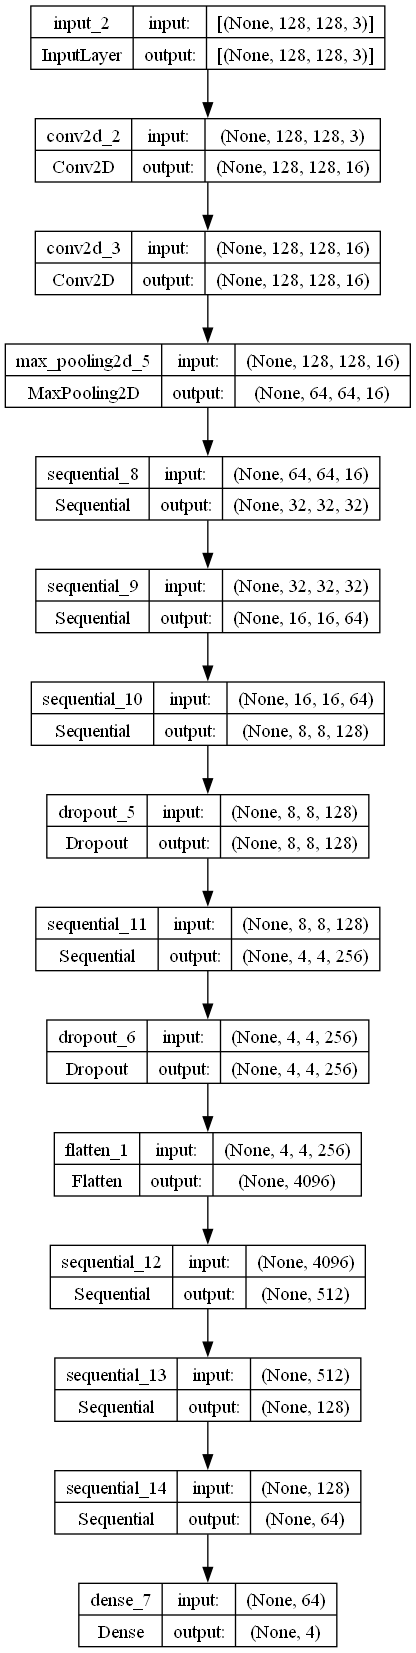 input_2 input: [(None, 128, 128, 3)]
InputLayer output: [(None, 128, 128, 3)]
conv2d_2 input: (None, 128, 128, 3)
Conv2D output: (None, 128, 128, 16)
conv2d_3 input: (None, 128, 128, 16)
Conv2D output: (None, 128, 128, 16)
max_pooling2d_5 input: (None, 128, 128, 16)
MaxPooling2D output: (None, 64, 64, 16)
sequential_8 input: (None, 64, 64, 16)
Sequential output: (None, 32, 32, 32)
sequential_9 input: (None, 32, 32, 32)
Sequential output: (None, 16, 16, 64)
sequential_10 input: (None, 16, 16, 64)
Sequential output: (None, 8, 8, 128)
dropout_5 input: (None, 8, 8, 128)
Dropout output: (None, 8, 8, 128)
sequential_11 input: (None, 8, 8, 128)
Sequential output: (None, 4, 4, 256)
dropout_6 input: (None, 4, 4, 256)
Dropout output: (None, 4, 4, 256)
flatten_1 input: (None, 4, 4, 256)
Flatten output: (None, 4096)
sequential_12 input: (None, 4096)
Sequential output: (None, 512)
sequential_13 input: (None, 512)
Sequential output: (None, 128)
sequential_14 input: (None, 128)
Sequential output: (None, 64)
dense_7 input: (None, 64)
Dense output: (None, 4)